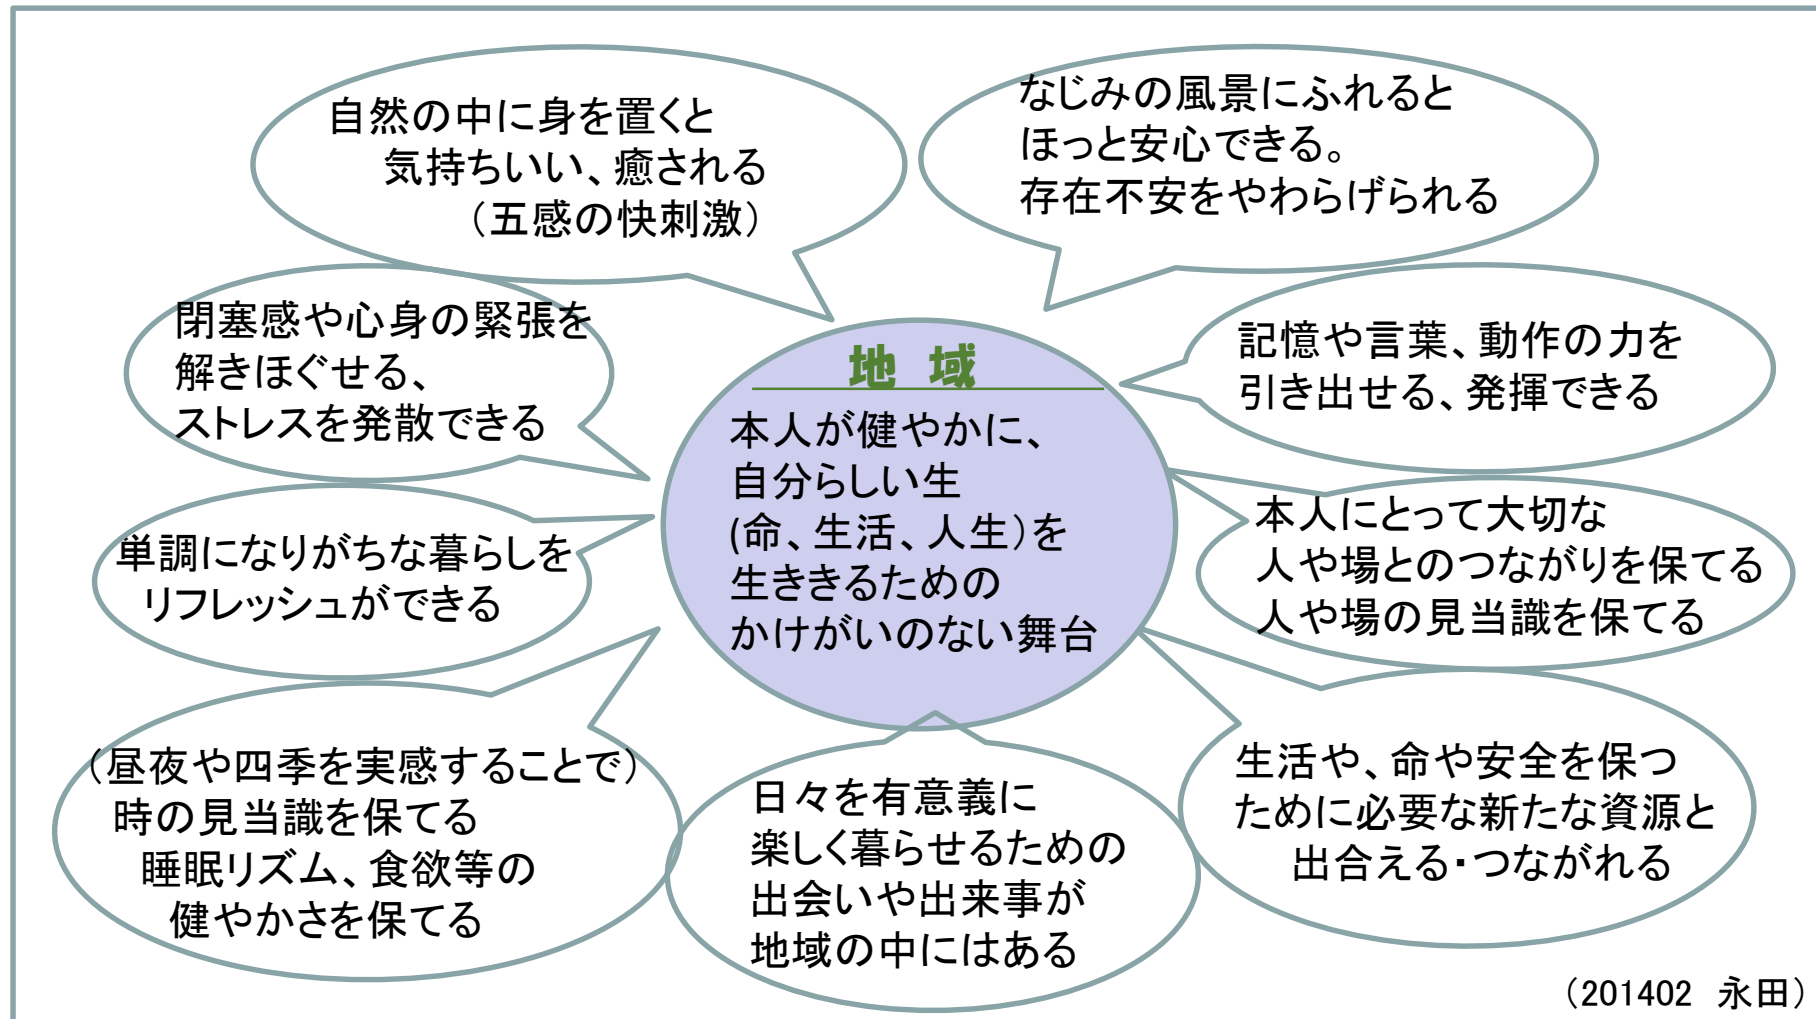 自然の中に身を置くと
気持ちいい、癒される
（五感の快刺激）
なじみの風景にふれると
ほっと安心できる。
存在不安をやわらげられる
閉塞感や心身の緊張を
解きほぐせる、
ストレスを発散できる
記憶や言葉、動作の力を
引き出せる、発揮できる
地 域
本人が健やかに、
自分らしい生
(命、生活、人生）を
生ききるための
かけがいのない舞台
単調になりがちな暮らしを
リフレッシュができる
本人にとって大切な
人や場とのつながりを保てる
人や場の見当識を保てる
（昼夜や四季を実感することで）
時の見当識を保てる
睡眠リズム、食欲等の
健やかさを保てる
日々を有意義に
楽しく暮らせるための
出会いや出来事が
地域の中にはある
生活や、命や安全を保つ
ために必要な新たな資源と
出合える・つながれる
（201402 永田）